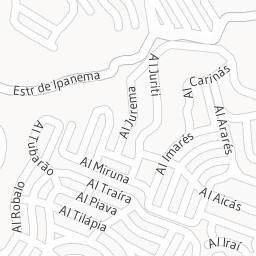 Estr de Ipanema
Al Jurema
Al Juriti
Al Carinás
Al Ararés
Al Imarés
Al Tubarão
Al Miruna
Al Traíra
Al Piava
Al Tilápia
Al Robalo
Al Aicás
Al Iraí